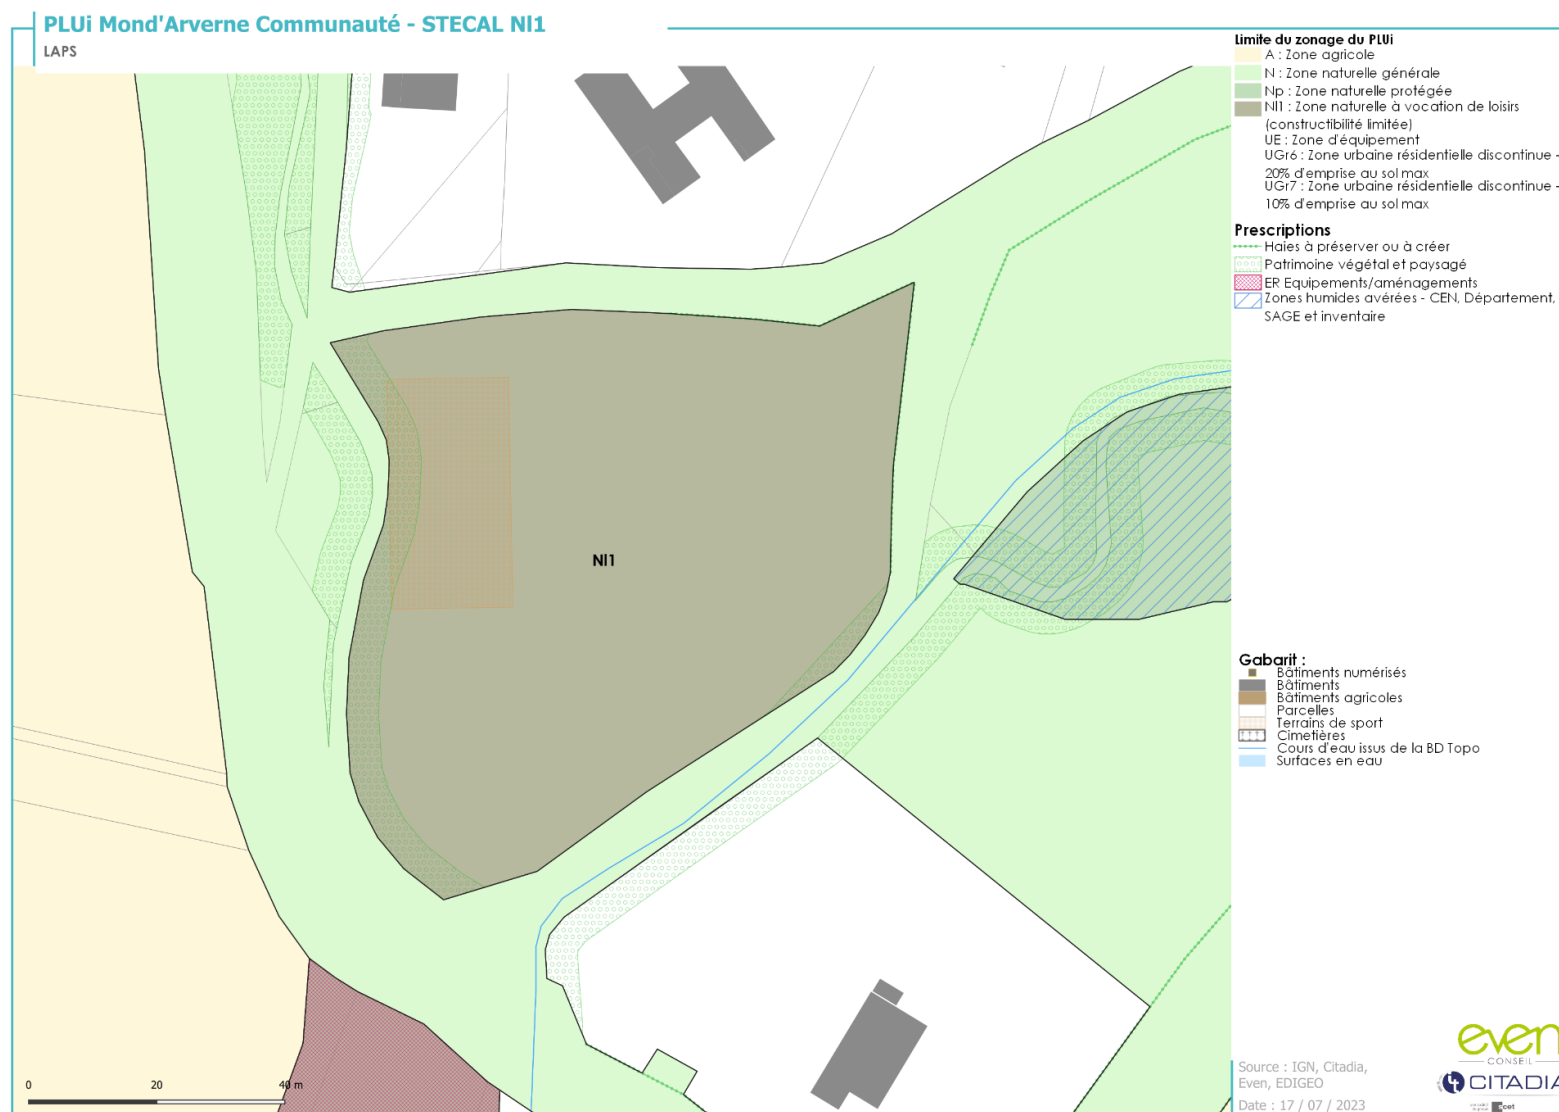 PLUi Mond'Arverne Communauté - STECAL Nl1
LAPS
Limite du zonage du PLUi
A : Zone agricole
N : Zone naturelle générale
Np : Zone naturelle protégée
Nl1 : Zone naturelle à vocation de loisirs
(constructibilité limitée)
UE : Zone d'équipement
UGr6 : Zone urbaine résidentielle discontinue -
20% d'emprise au sol max
UGr7 : Zone urbaine résidentielle discontinue -
10% d'emprise au sol max
Prescriptions
Haies à préserver ou à créer
Patrimoine végétal et paysagé
ER Equipements/aménagements
Zones humides avérées - CEN, Département,
SAGE et inventaire
Nl1
Gabarit :
Bâtiments numérisés
Bâtiments
Bâtiments agricoles
Parcelles
Terrains de sport
Cimetières
Cours d'eau issus de la BD Topo
Surfaces en eau
0 20 40 m
Source : IGN, Citadia,
Even, EDIGEO
Date : 17 / 07 / 2023
even
CONSEIL
CITADIA